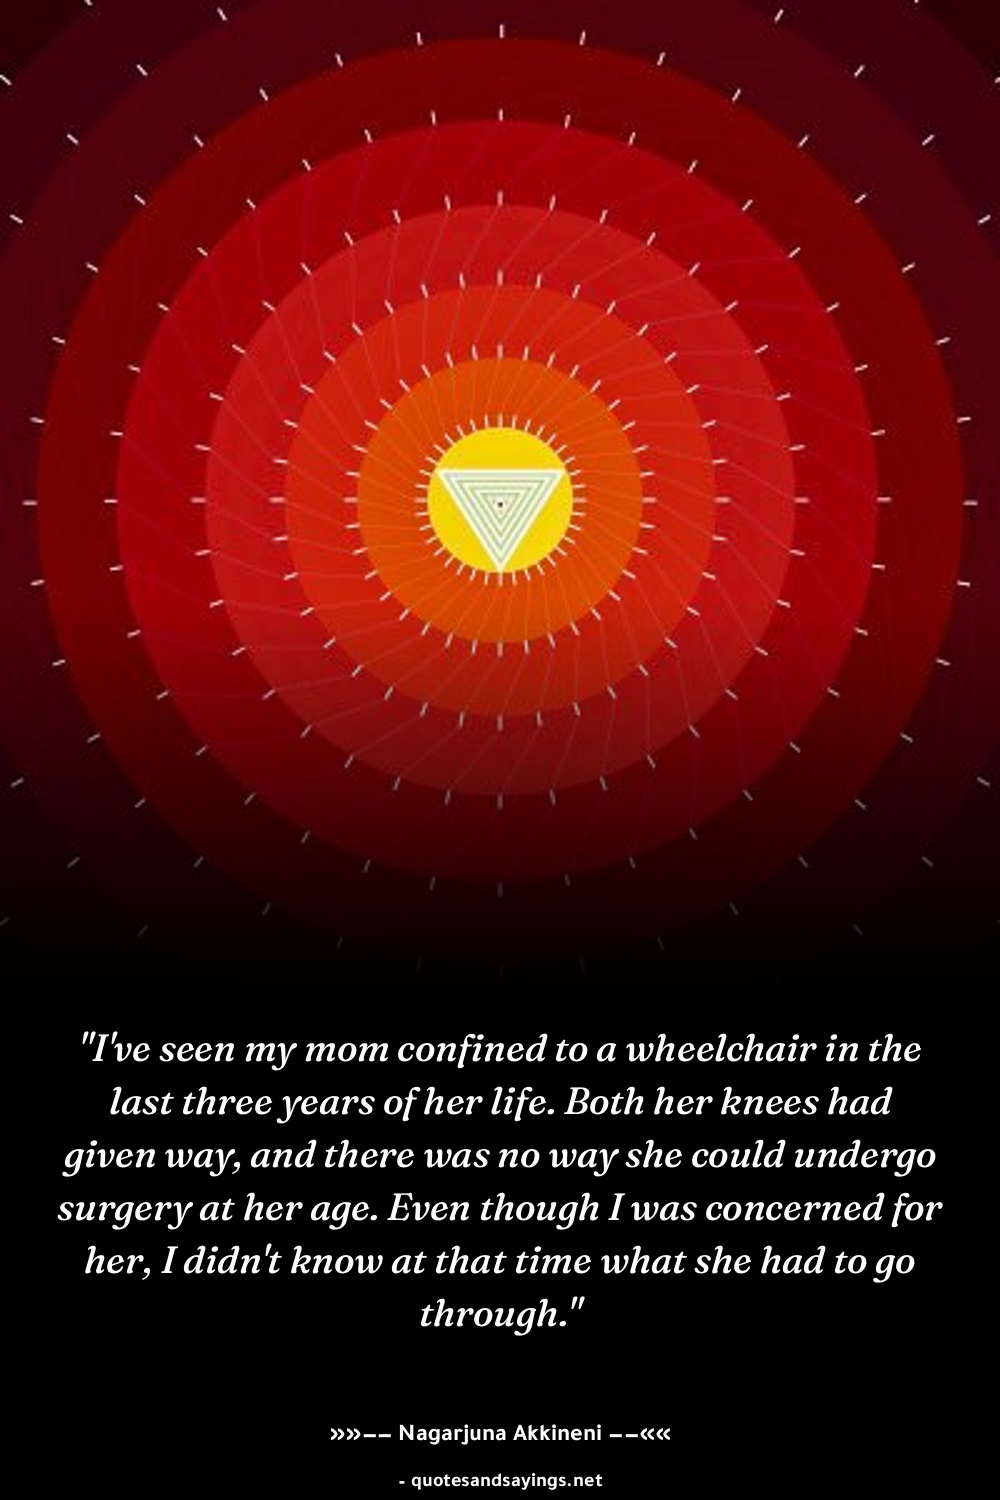 "I've seen my mom confined to a wheelchair in the
last three years of her life. Both her knees had
given way, and there was no way she could undergo
surgery at her age. Even though I was concerned for
her, I didn't know at that time what she had to go
through."
»»−− Nagarjuna Akkineni −−««
- quotesandsayings.net